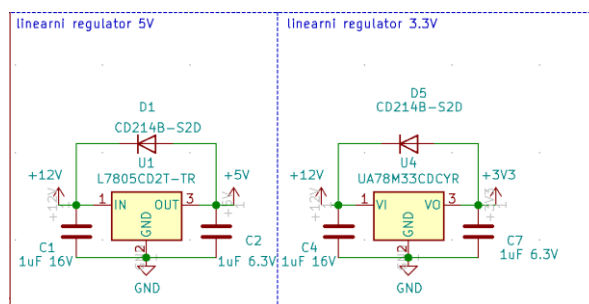 linearni regulator 5V
D1
CD214B-S2D
U1
L7805CD2T-TR
+12V
+5V
1
IN
OUT
3
GND
2
C1
1uF 16V
C2
1uF 6.3V
GND
linearni regulator 3.3V
D5
CD214B-S2D
U4
UA78M33CDCYR
+12V
+3V3
1
VI
VO
3
GND
2
C4
1uF 16V
C7
1uF 6.3V
GND